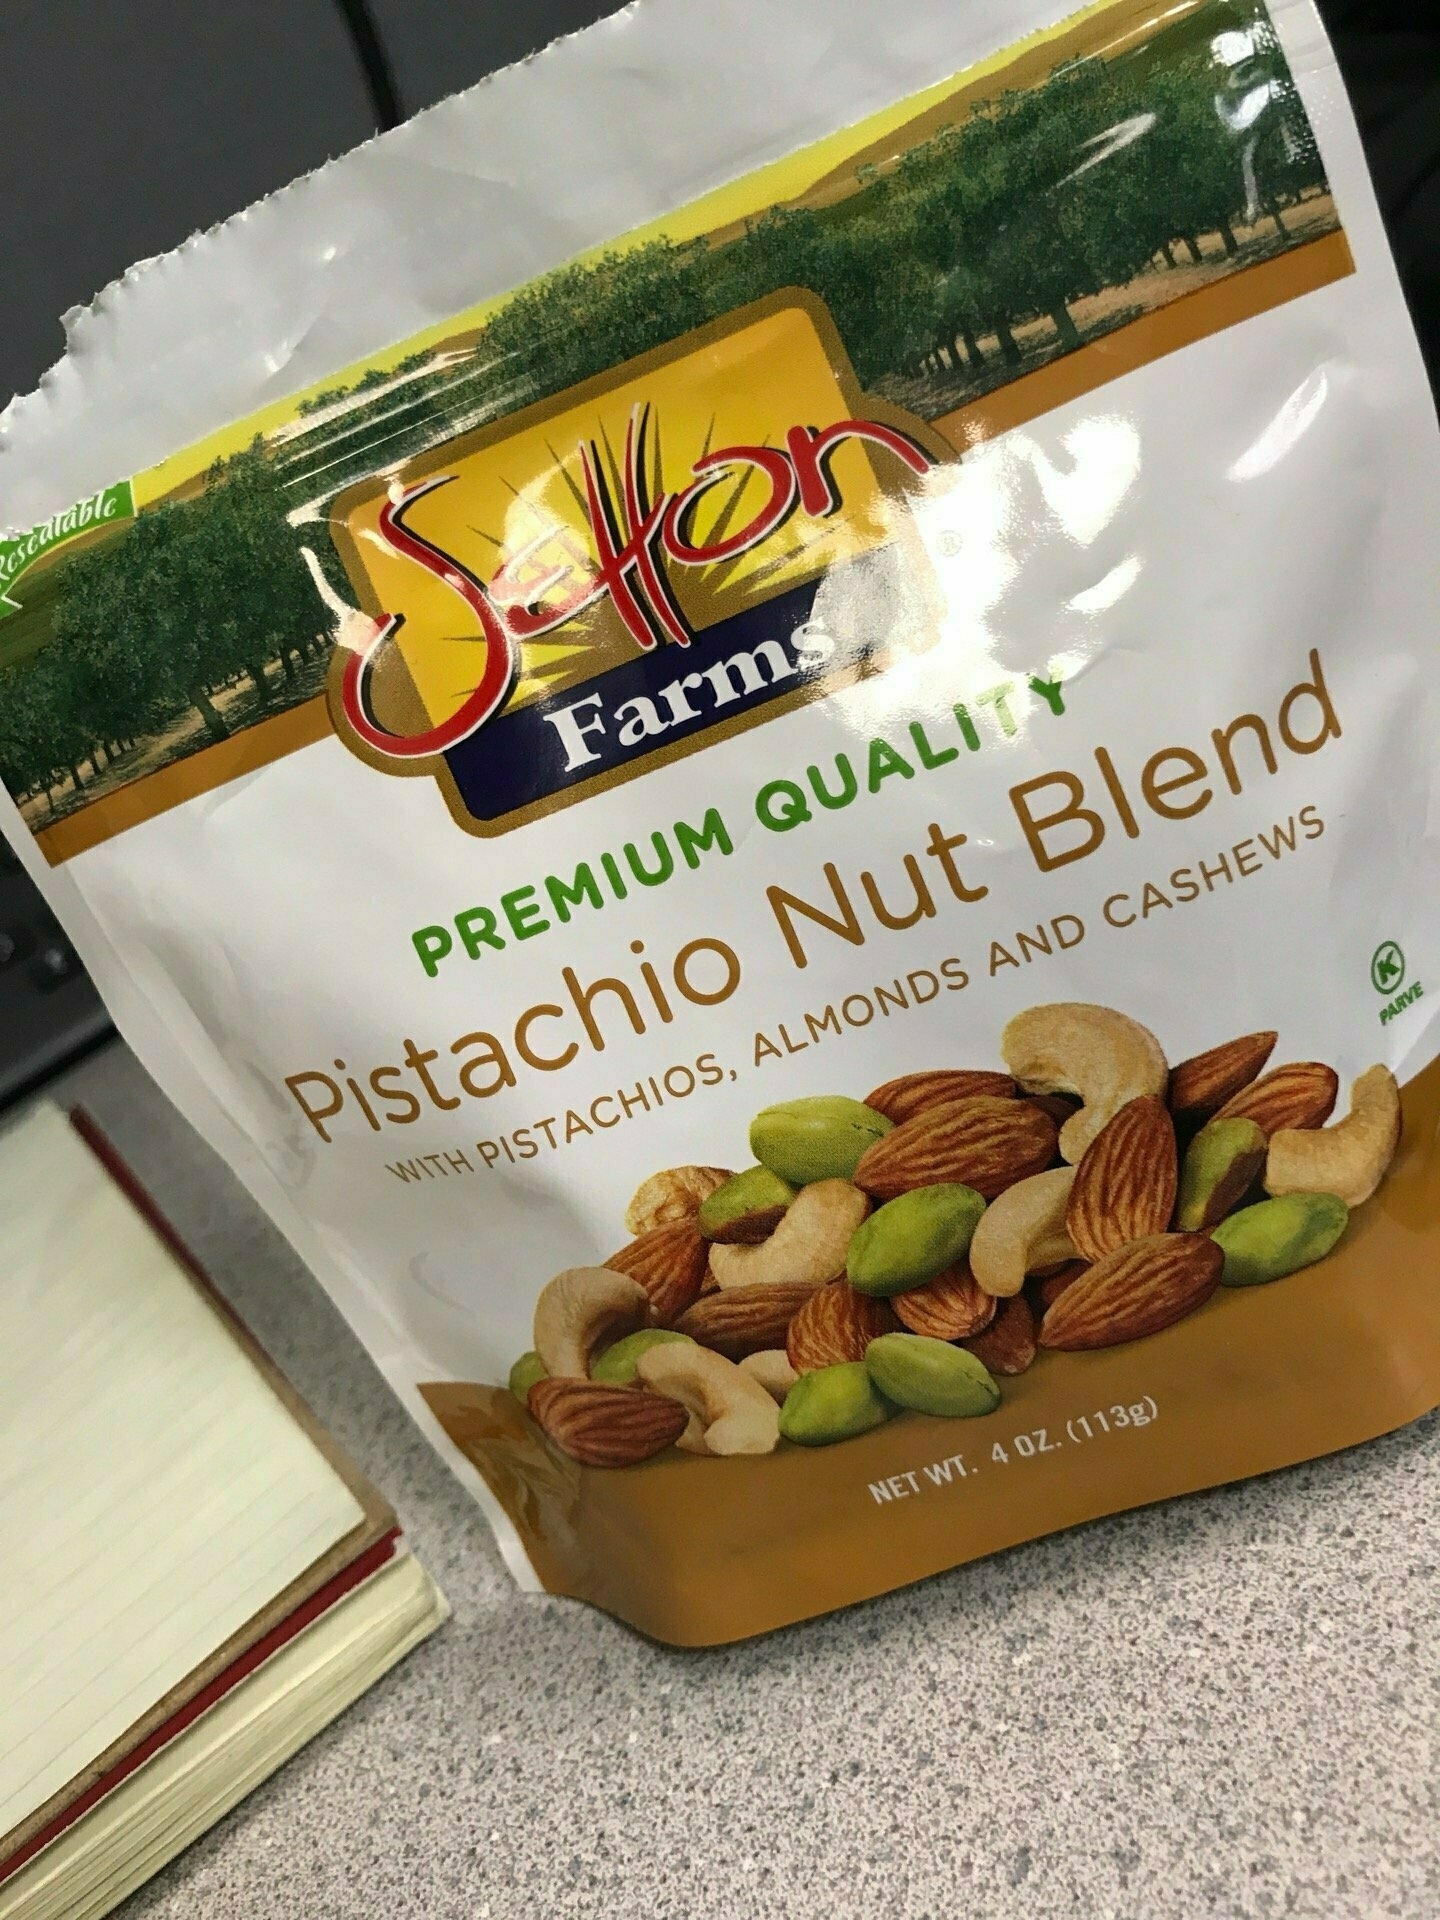 Resealable
Setton
Farms
®
PREMIUM QUALITY
Pistachio Nut Blend
WITH PISTACHIOS, ALMONDS AND CASHEWS
K
PARVE
NET WT. 4 OZ. (113g)